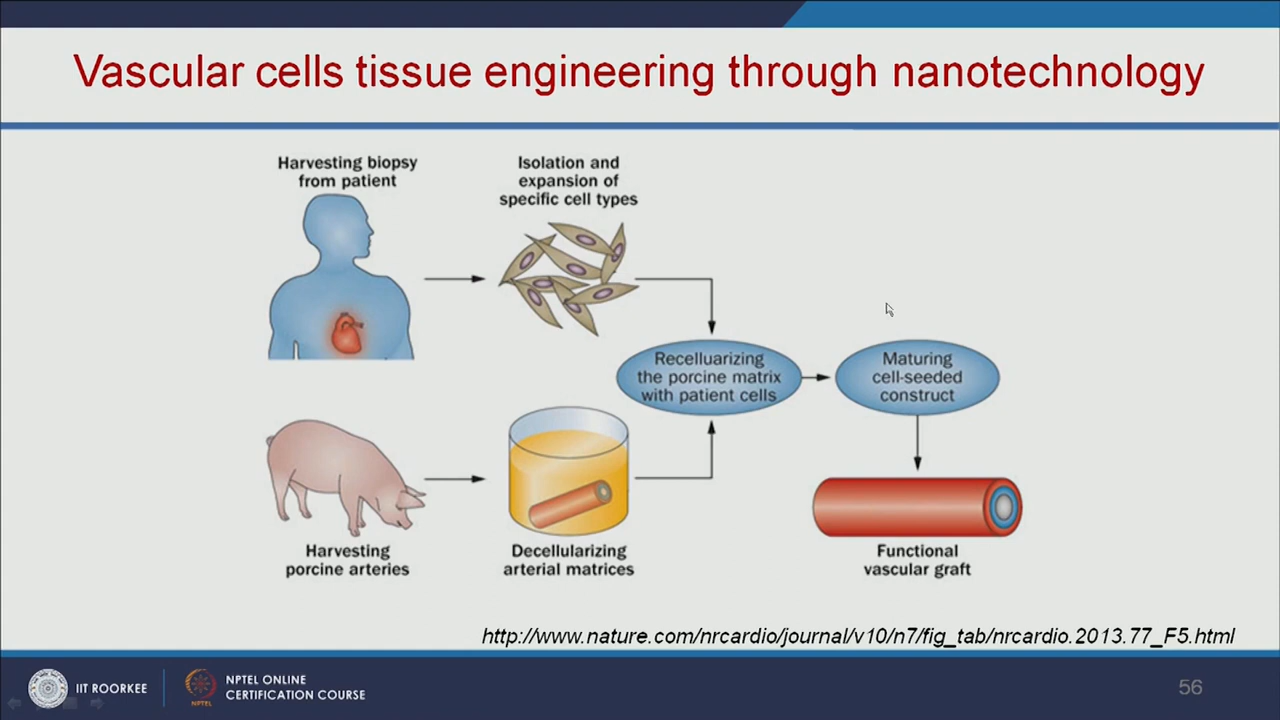 Vascular cells tissue engineering through nanotechnology
Harvesting biopsy
from patient
Isolation and
expansion of
specific cell types
Recelluarizing
the porcine matrix
with patient cells
Maturing
cell-seeded
construct
Harvesting
porcine arteries
Decellularizing
arterial matrices
Functional
vascular graft
http://www.nature.com/nrcardio/journal/v10/n7/fig_tab/nrcardio.2013.77_F5.html
IIT ROORKEE
NPTEL
NPTEL ONLINE
CERTIFICATION COURSE
56